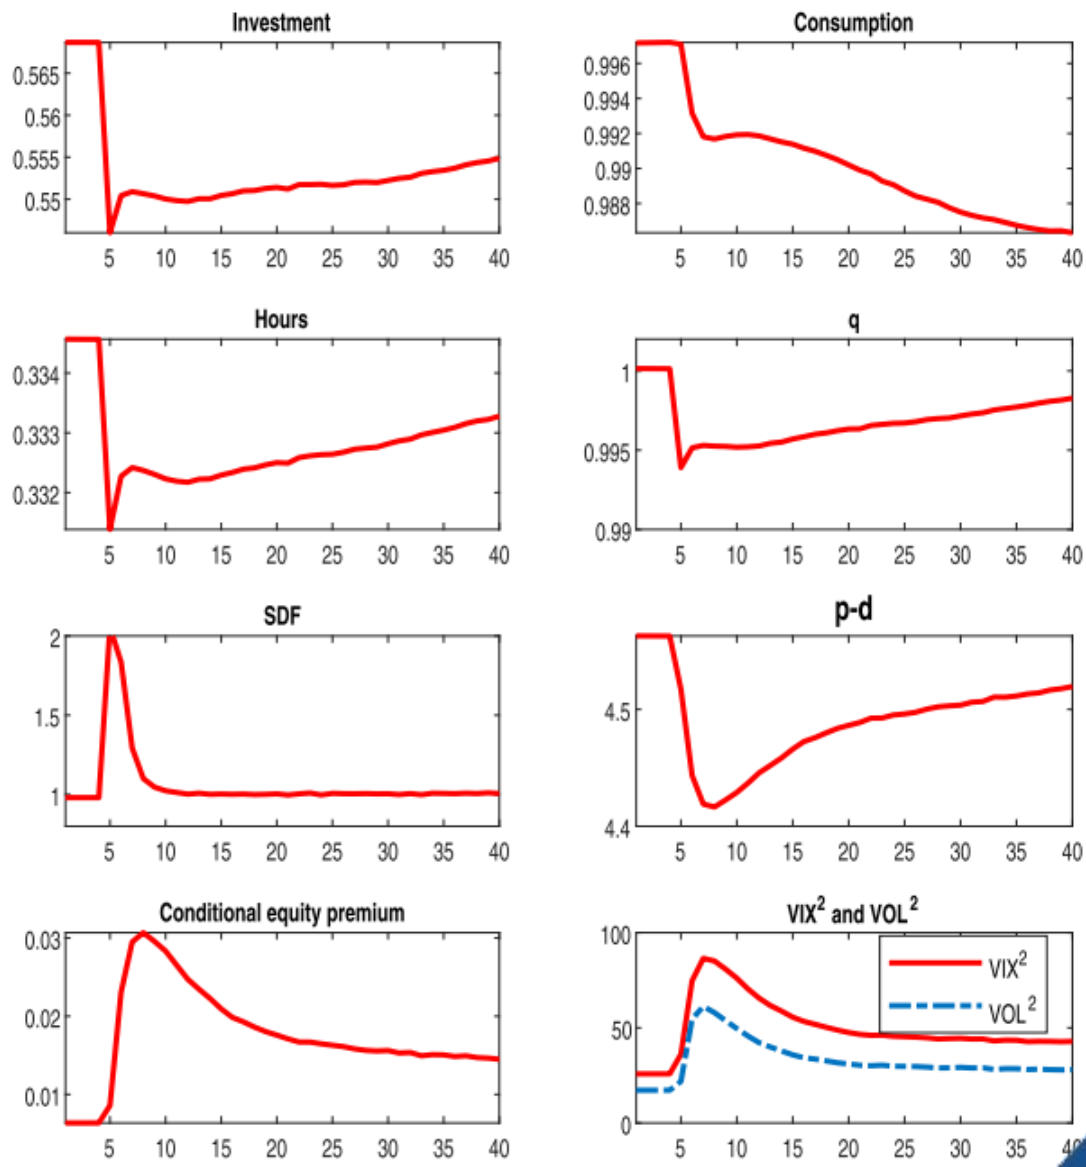 Investment
0.565
0.56
0.555
0.55
5 10 15 20 25 30 35 40
Consumption
0.996
0.994
0.992
0.99
0.988
5 10 15 20 25 30 35 40
Hours
0.334
0.333
0.332
5 10 15 20 25 30 35 40
q
1
0.995
0.99
5 10 15 20 25 30 35 40
SDF
2
1.5
1
5 10 15 20 25 30 35 40
p-d
4.5
4.4
5 10 15 20 25 30 35 40
Conditional equity premium
0.03
0.02
0.01
5 10 15 20 25 30 35 40
VIX² and VOL²
100
50
0
VIX²
VOL²
5 10 15 20 25 30 35 40